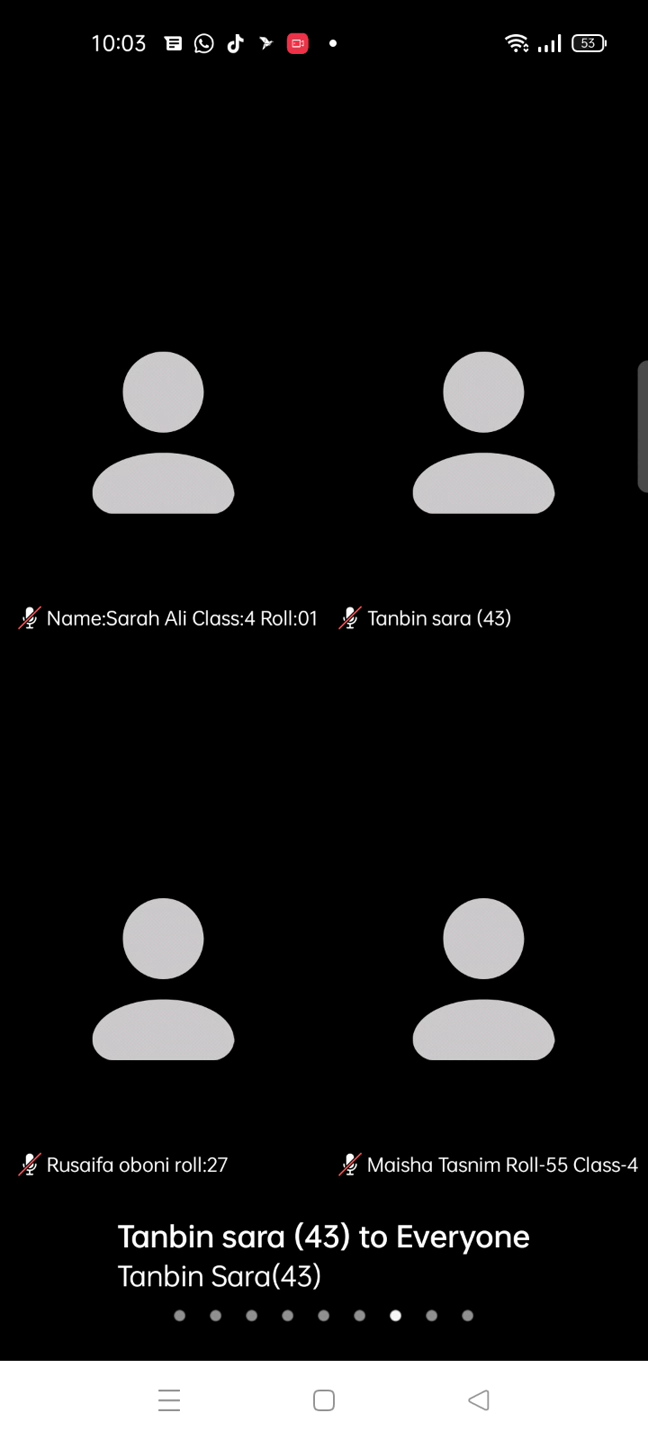 10:03
53
Name:Sarah Ali Class:4 Roll:01
Tanbin sara (43)
Rusaifa oboni roll:27
Maisha Tasnim Roll-55 Class-4
Tanbin sara (43) to Everyone
Tanbin Sara(43)